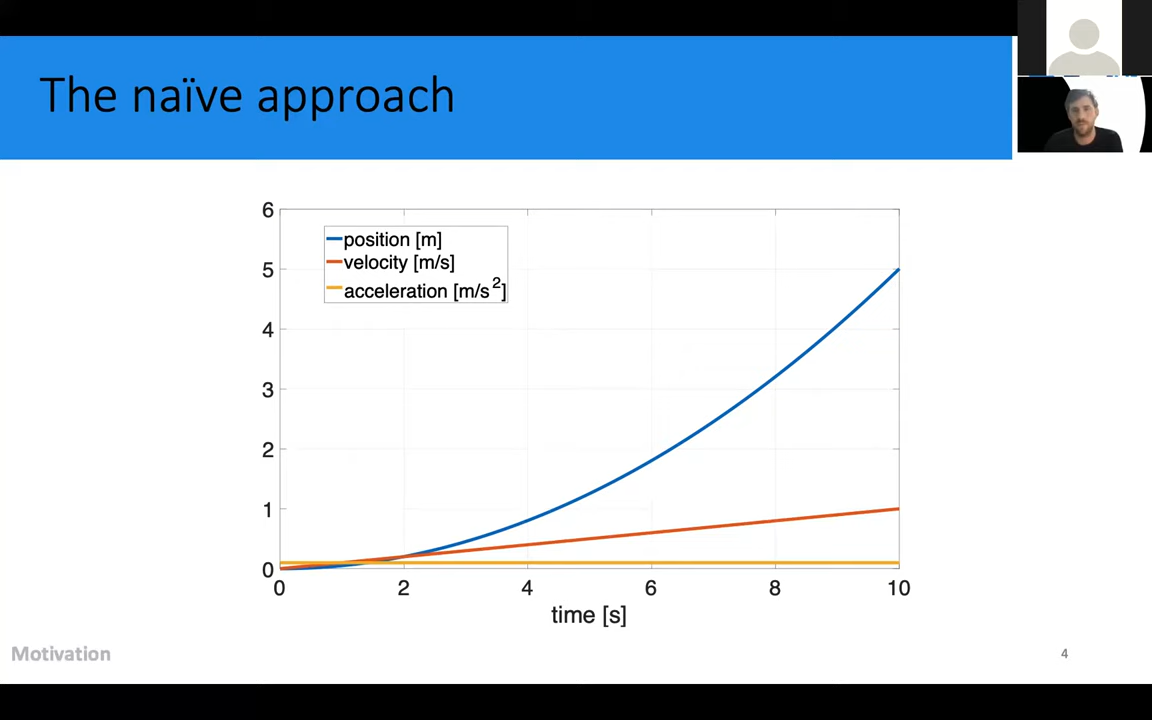 The naïve approach
6
5
4
3
2
1
0
position [m]
velocity [m/s]
acceleration [m/s2]
0 2 4 6 8 10
time [s]
Motivation
4